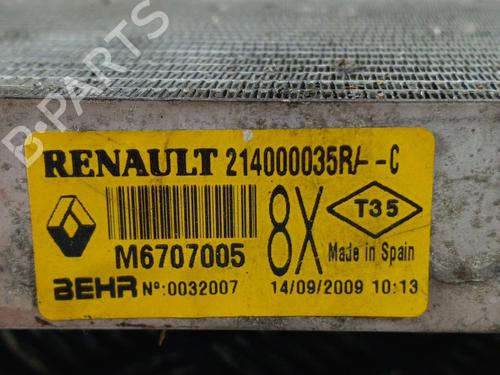 B-PARTS
RENAULT 214000035R/--C
M6707005
8X
T35
Made in Spain
BEHR Nº:0032007
14/09/2009 10:13